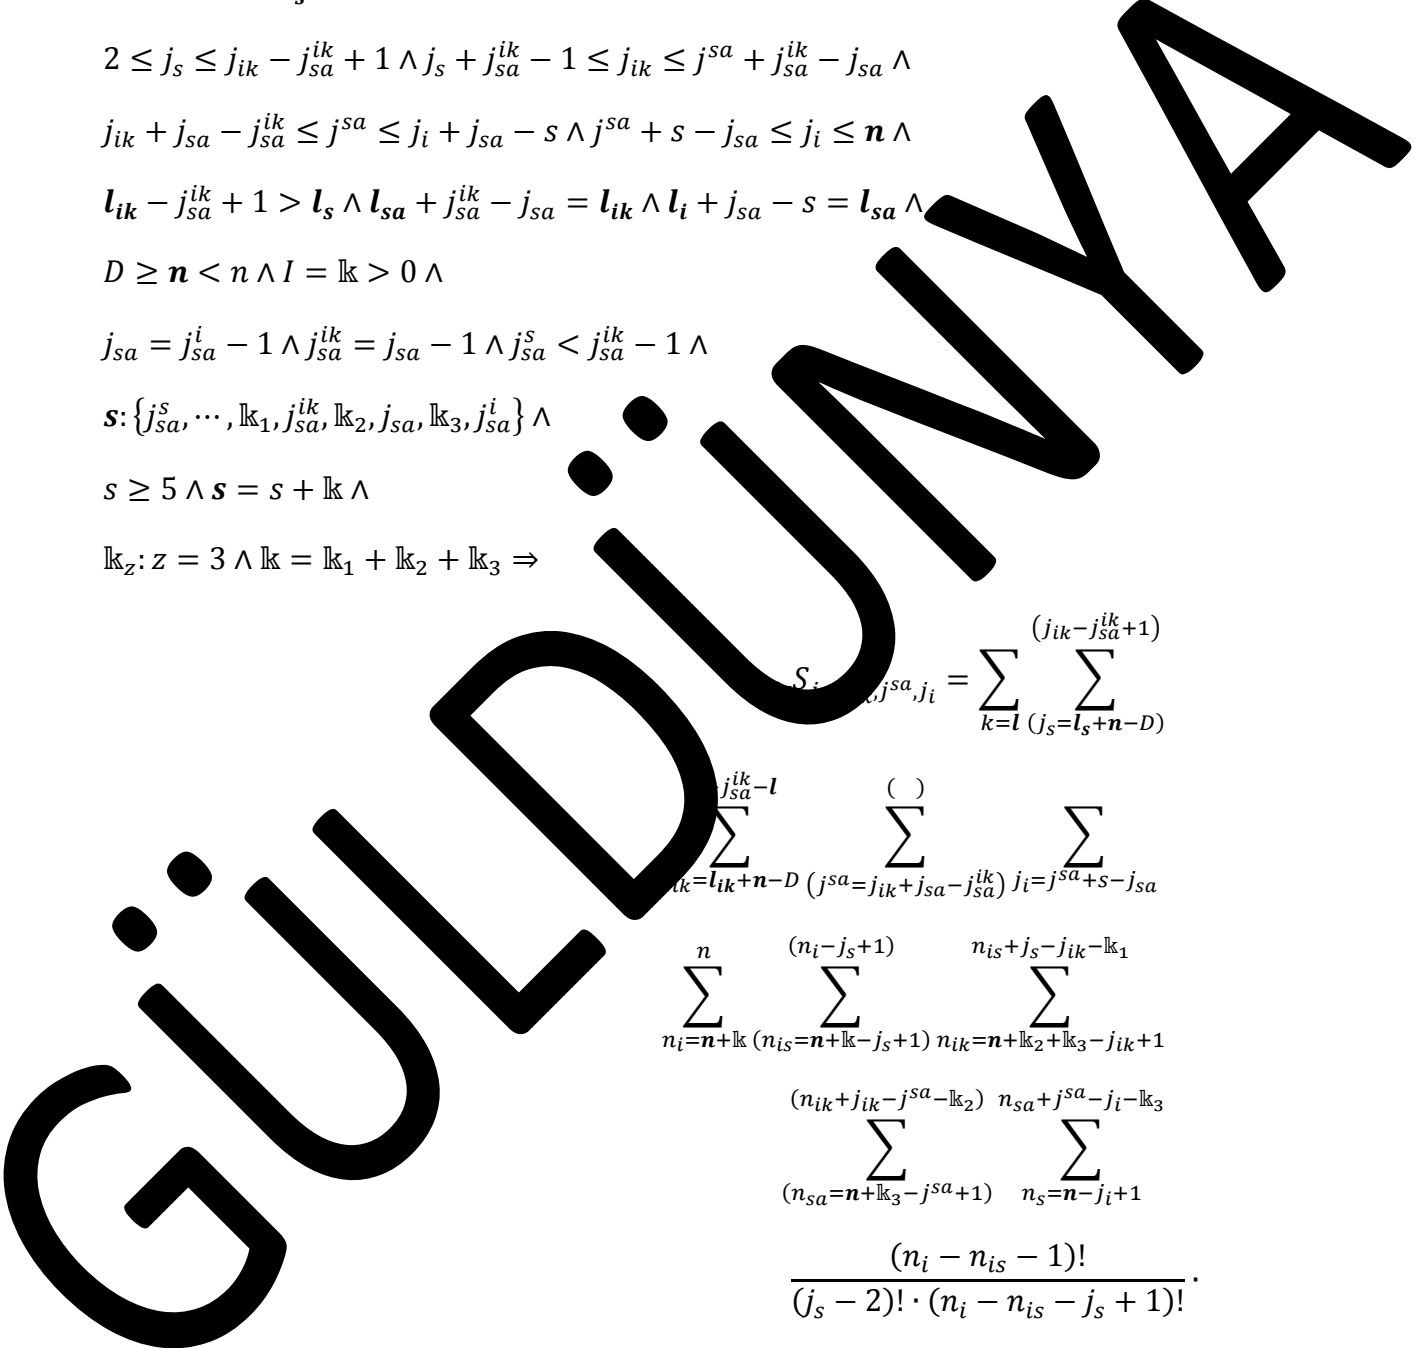 2 ≤ j_s ≤ j_{ik} − j_{sa}^{ik} + 1 ∧ j_s + j_{sa}^{ik} − 1 ≤ j_{ik} ≤ j^{sa} + j_{sa}^{ik} − j_{sa} ∧
j_{ik} + j_{sa} − j_{sa}^{ik} ≤ j^{sa} ≤ j_i + j_{sa} − s ∧ j^{sa} + s − j_{sa} ≤ j_i ≤ n ∧
l_{ik} − j_{sa}^{ik} + 1 > l_s ∧ l_{sa} + j_{sa}^{ik} − j_{sa} = l_{ik} ∧ l_i + j_{sa} − s = l_{sa} ∧
D ≥ n < n ∧ I = 𝕜 > 0 ∧
j_{sa} = j_{sa}^{i} − 1 ∧ j_{sa}^{ik} = j_{sa} − 1 ∧ j_{sa}^{s} < j_{sa}^{ik} − 1 ∧
s: {j_{sa}^{s}, ⋯, 𝕜_1, j_{sa}^{ik}, 𝕜_2, j_{sa}, 𝕜_3, j_{sa}^{i}} ∧
s ≥ 5 ∧ s = s + 𝕜 ∧
𝕜_z: z = 3 ∧ 𝕜 = 𝕜_1 + 𝕜_2 + 𝕜_3 ⇒
S_{j^{sa},j_i} = ∑_{k=l} ∑_{(j_s=l_s+n−D)}^{(j_{ik}−j_{sa}^{ik}+1)}
∑_{ik=l_{ik}+n−D}^{j_{sa}^{ik}−l} ∑_{(j^{sa}=j_{ik}+j_{sa}−j_{sa}^{ik})}^{( )} ∑_{j_i=j^{sa}+s−j_{sa}}
∑_{n_i=n+𝕜}^{n} ∑_{(n_{is}=n+𝕜−j_s+1)}^{(n_i−j_s+1)} ∑_{n_{ik}=n+𝕜_2+𝕜_3−j_{ik}+1}^{n_{is}+j_s−j_{ik}−𝕜_1}
∑_{(n_{sa}=n+𝕜_3−j^{sa}+1)}^{(n_{ik}+j_{ik}−j^{sa}−𝕜_2)} ∑_{n_s=n−j_i+1}^{n_{sa}+j^{sa}−j_i−𝕜_3}
(n_i − n_{is} − 1)!
(j_s − 2)! · (n_i − n_{is} − j_s + 1)! ·
GÜLDÜNYA